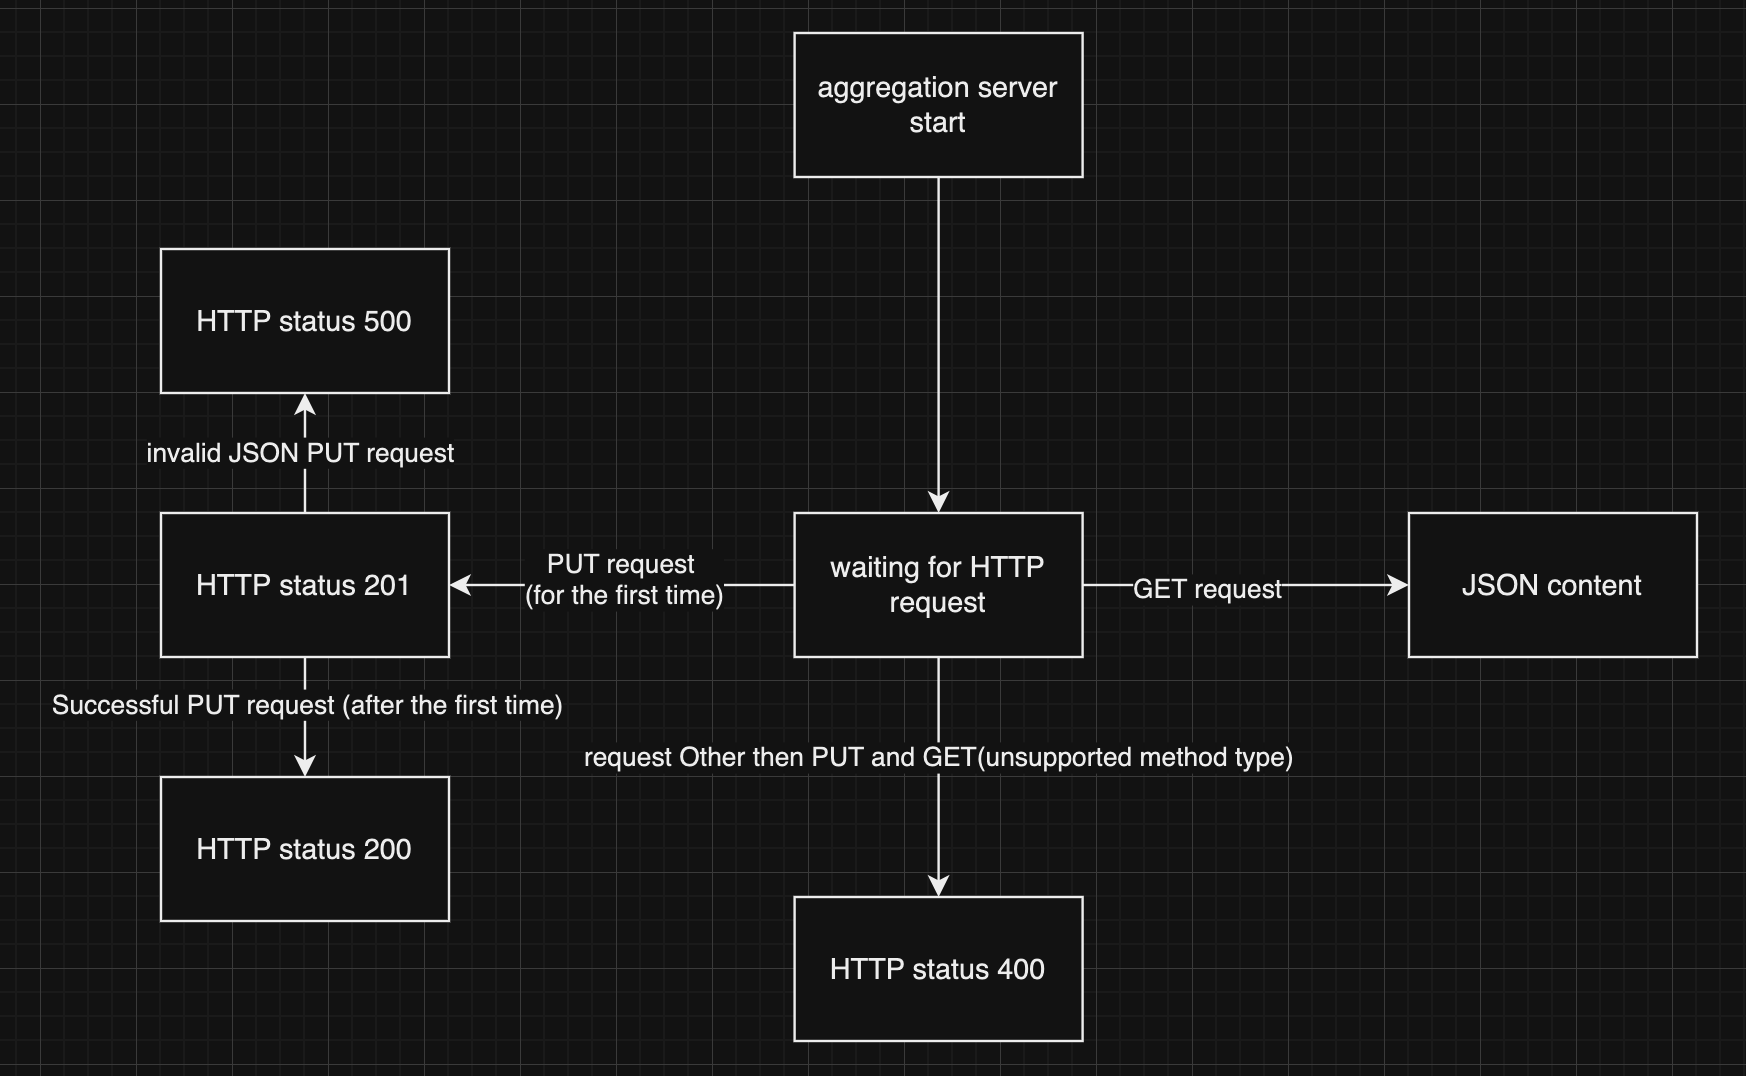 aggregation server
start
HTTP status 500
invalid JSON PUT request
HTTP status 201
PUT request
(for the first time)
waiting for HTTP
request
GET request
JSON content
Successful PUT request (after the first time)
request Other then PUT and GET(unsupported method type)
HTTP status 200
HTTP status 400